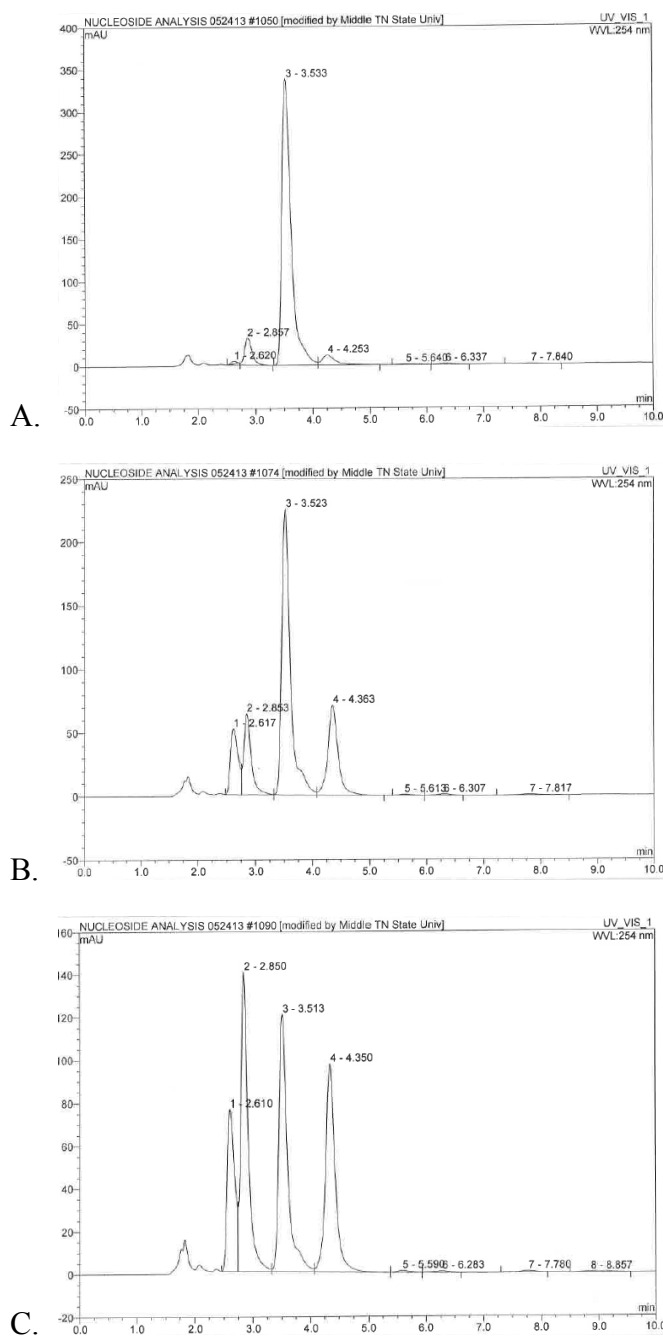 NUCLEOSIDE ANALYSIS 052413 #1050 [modified by Middle TN State Univ] UV_VIS_1
400 mAU WVL:254 nm
3 - 3.533
350
300
250
200
150
100
50
2 - 2.857
1 - 2.620
4 - 4.253
5 - 5.640 6 - 6.337 7 - 7.840
0
min
-50
0.0 1.0 2.0 3.0 4.0 5.0 6.0 7.0 8.0 9.0 10.0
A.
NUCLEOSIDE ANALYSIS 052413 #1074 [modified by Middle TN State Univ] UV_VIS_1
250 mAU WVL:254 nm
3 - 3.523
200
150
100
4 - 4.363
2 - 2.853
1 - 2.617
50
5 - 5.613 6 - 6.307 7 - 7.817
0
min
-50
0.0 1.0 2.0 3.0 4.0 5.0 6.0 7.0 8.0 9.0 10.0
B.
NUCLEOSIDE ANALYSIS 052413 #1090 [modified by Middle TN State Univ] UV_VIS_1
160 mAU WVL:254 nm
2 - 2.850
140
3 - 3.513
120
100
4 - 4.350
80
1 - 2.610
60
40
20
5 - 5.590 6 - 6.283 7 - 7.780 8 - 8.857
0
min
-20
0.0 1.0 2.0 3.0 4.0 5.0 6.0 7.0 8.0 9.0 10.0
C.